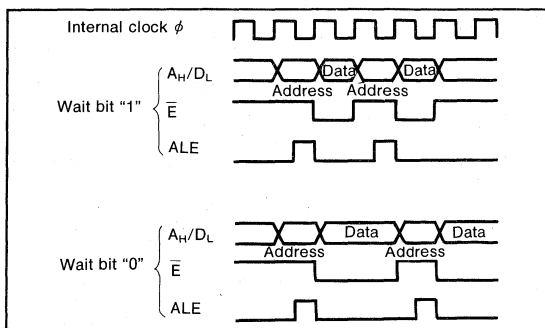 Internal clock φ
A_H/D_L Data Data
Address Address
Wait bit "1" E̅
ALE
A_H/D_L Data Data
Address Address
Wait bit "0" E̅
ALE